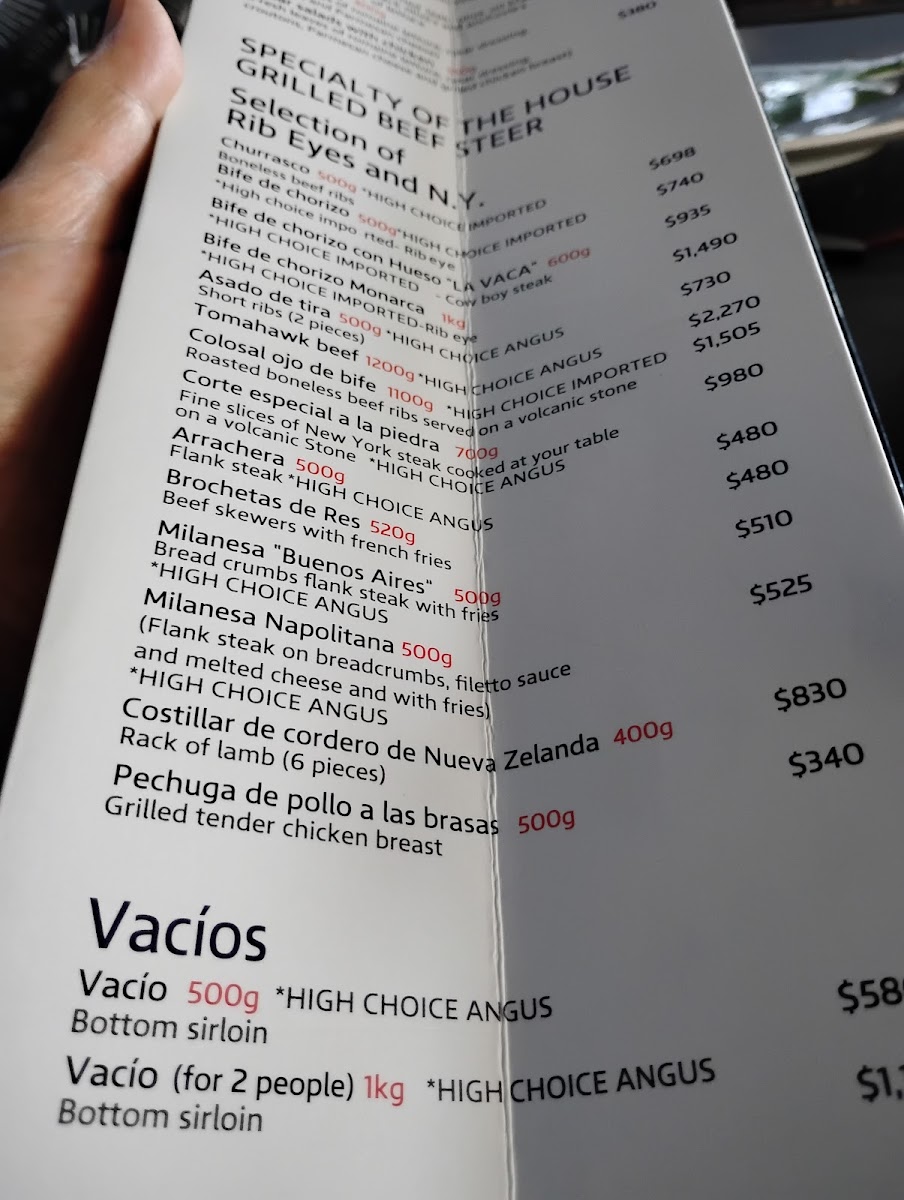 $380
SPECIALTY OF THE HOUSE
GRILLED BEEF STEER
Selection of
Rib Eyes and N.Y.
Churrasco 500g *HIGH CHOICE IMPORTED $698
Boneless beef ribs
Bife de chorizo 500g*HIGH CHOICE IMPORTED $740
*High choice impo rted- Rib eye
Bife de chorizo con Hueso "LA VACA" 600g $935
*HIGH CHOICE IMPORTED - Cow boy steak
Bife de chorizo Monarca 1kg $1,490
*HIGH CHOICE IMPORTED-Rib eye
Asado de tira 500g *HIGH CHOICE ANGUS $730
Short ribs (2 pieces)
Tomahawk beef 1200g *HIGH CHOICE ANGUS $2,270
Colosal ojo de bife 1100g *HIGH CHOICE IMPORTED $1,505
Roasted boneless beef ribs served on a volcanic stone
Corte especial a la piedra 700g $980
Fine slices of New York steak cooked at your table
on a volcanic Stone *HIGH CHOICE ANGUS
Arrachera 500g $480
Flank steak *HIGH CHOICE ANGUS
Brochetas de Res 520g $480
Beef skewers with french fries
Milanesa "Buenos Aires" 500g $510
Bread crumbs flank steak with fries
*HIGH CHOICE ANGUS
Milanesa Napolitana 500g $525
(Flank steak on breadcrumbs, filetto sauce
and melted cheese and with fries)
*HIGH CHOICE ANGUS
Costillar de cordero de Nueva Zelanda 400g $830
Rack of lamb (6 pieces)
Pechuga de pollo a las brasas 500g $340
Grilled tender chicken breast
Vacíos
Vacío 500g *HIGH CHOICE ANGUS $58
Bottom sirloin
Vacío (for 2 people) 1kg *HIGH CHOICE ANGUS $1,
Bottom sirloin